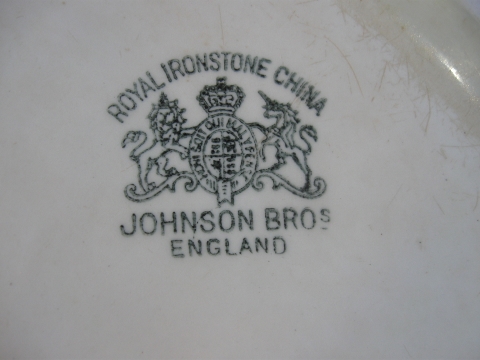 ROYAL IRONSTONE CHINA
JOHNSON BROS
ENGLAND